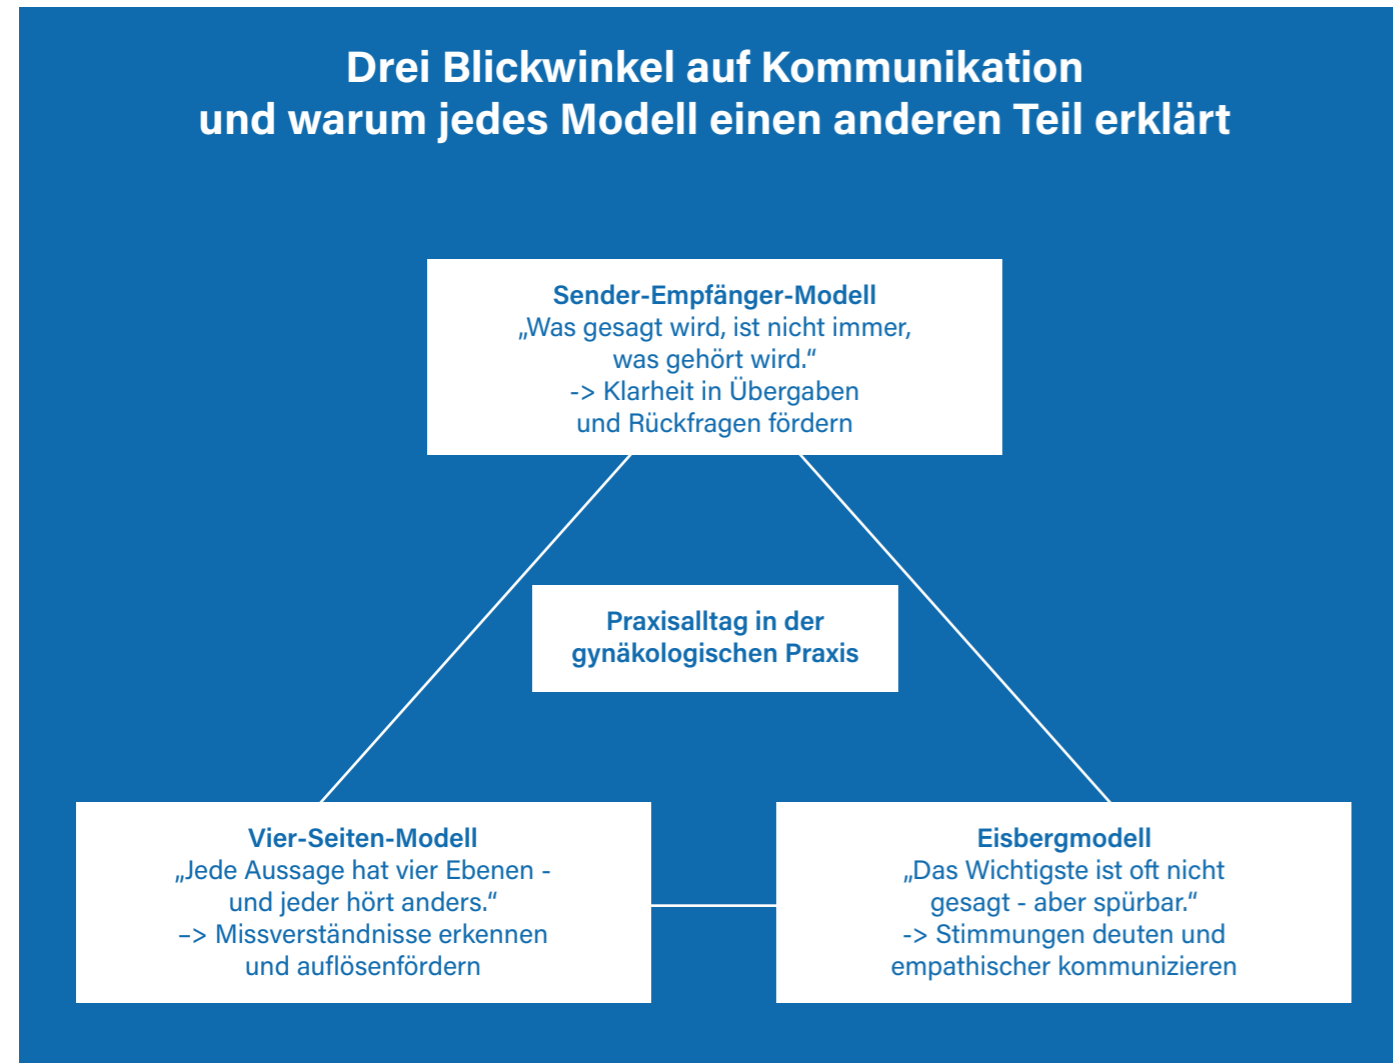 Drei Blickwinkel auf Kommunikation
und warum jedes Modell einen anderen Teil erklärt
Sender-Empfänger-Modell
„Was gesagt wird, ist nicht immer,
was gehört wird.“
-> Klarheit in Übergaben
und Rückfragen fördern
Praxisalltag in der
gynäkologischen Praxis
Vier-Seiten-Modell
„Jede Aussage hat vier Ebenen -
und jeder hört anders.“
–> Missverständnisse erkennen
und auflösenfördern
Eisbergmodell
„Das Wichtigste ist oft nicht
gesagt - aber spürbar.“
-> Stimmungen deuten und
empathischer kommunizieren